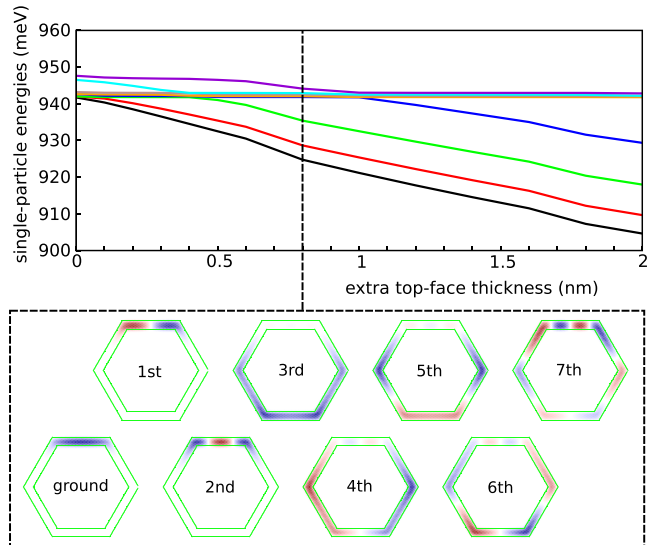 single-particle energies (meV)
960
950
940
930
920
910
900
0
0.5
1
1.5
2
extra top-face thickness (nm)
1st
3rd
5th
7th
ground
2nd
4th
6th